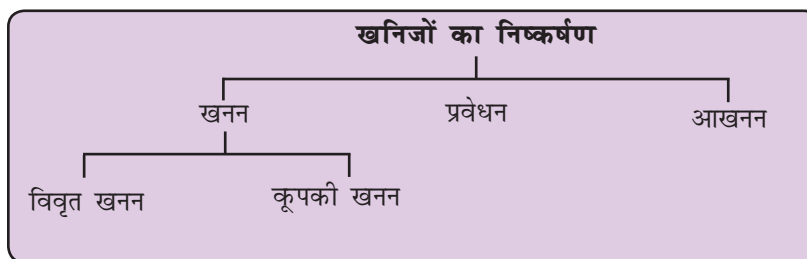 खनिजों का निष्कर्षण
खनन प्रवेधन आखनन
विवृत खनन कूपकी खनन